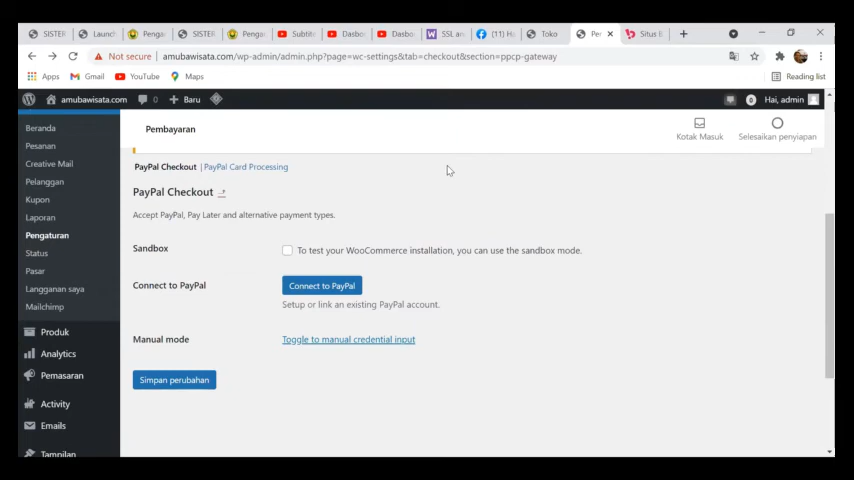 SISTER
Luncl
Penga
SISTER
Penga
Subtitl
Dasbo
Dasbo
SSL an
(11) Ha
Toko
Per
Situs B
Not secure
amubawisata.com/wp-admin/admin.php?page=wc-settings&tab=checkout&section=ppcp-gateway
Apps
Gmail
YouTube
Maps
Reading list
amubawisata.com
0
Baru
0
Hai, admin
Beranda
Pesanan
Creative Mail
Pelanggan
Kupon
Laporan
Pengaturan
Status
Pasar
Langganan saya
Mailchimp
Produk
Analytics
Pemasaran
Activity
Emails
Tampilan
Pembayaran
Kotak Masuk
Selesaikan penyiapan
PayPal Checkout | PayPal Card Processing
PayPal Checkout
Accept PayPal, Pay Later and alternative payment types.
Sandbox
To test your WooCommerce installation, you can use the sandbox mode.
Connect to PayPal
Connect to PayPal
Setup or link an existing PayPal account.
Manual mode
Toggle to manual credential input
Simpan perubahan